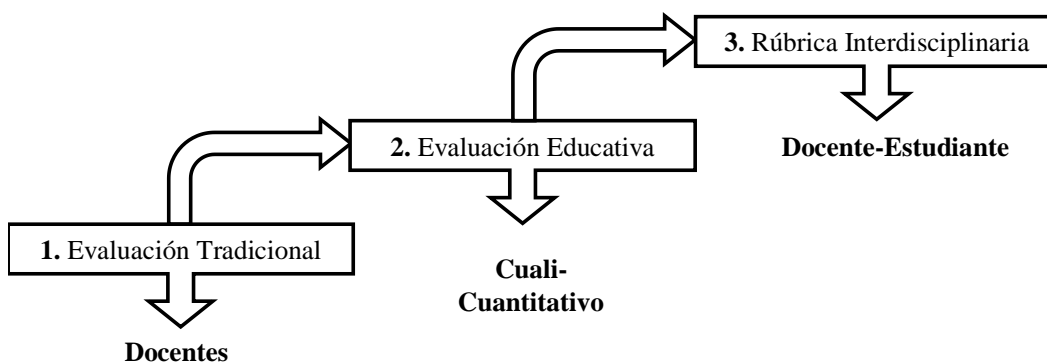 3. Rúbrica Interdisciplinaria
Docente-Estudiante
2. Evaluación Educativa
Cuali-
Cuantitativo
1. Evaluación Tradicional
Docentes